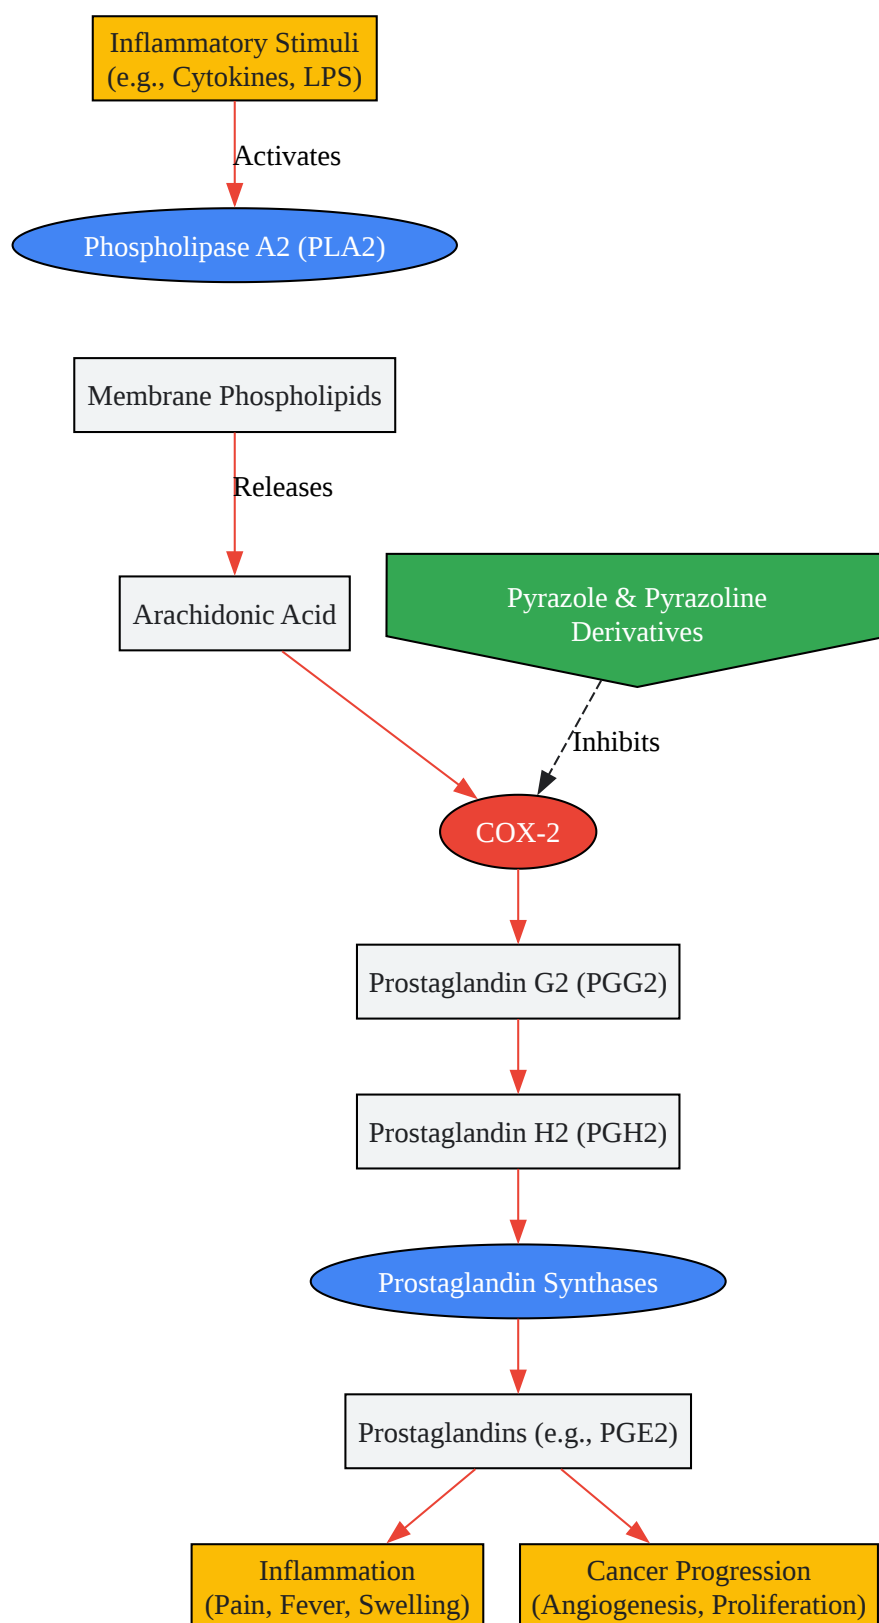 Inflammatory Stimuli
(e.g., Cytokines, LPS)
Activates
Phospholipase A2 (PLA2)
Membrane Phospholipids
Releases
Arachidonic Acid
Pyrazole & Pyrazoline
Derivatives
Inhibits
COX-2
Prostaglandin G2 (PGG2)
Prostaglandin H2 (PGH2)
Prostaglandin Synthases
Prostaglandins (e.g., PGE2)
Inflammation
(Pain, Fever, Swelling)
Cancer Progression
(Angiogenesis, Proliferation)